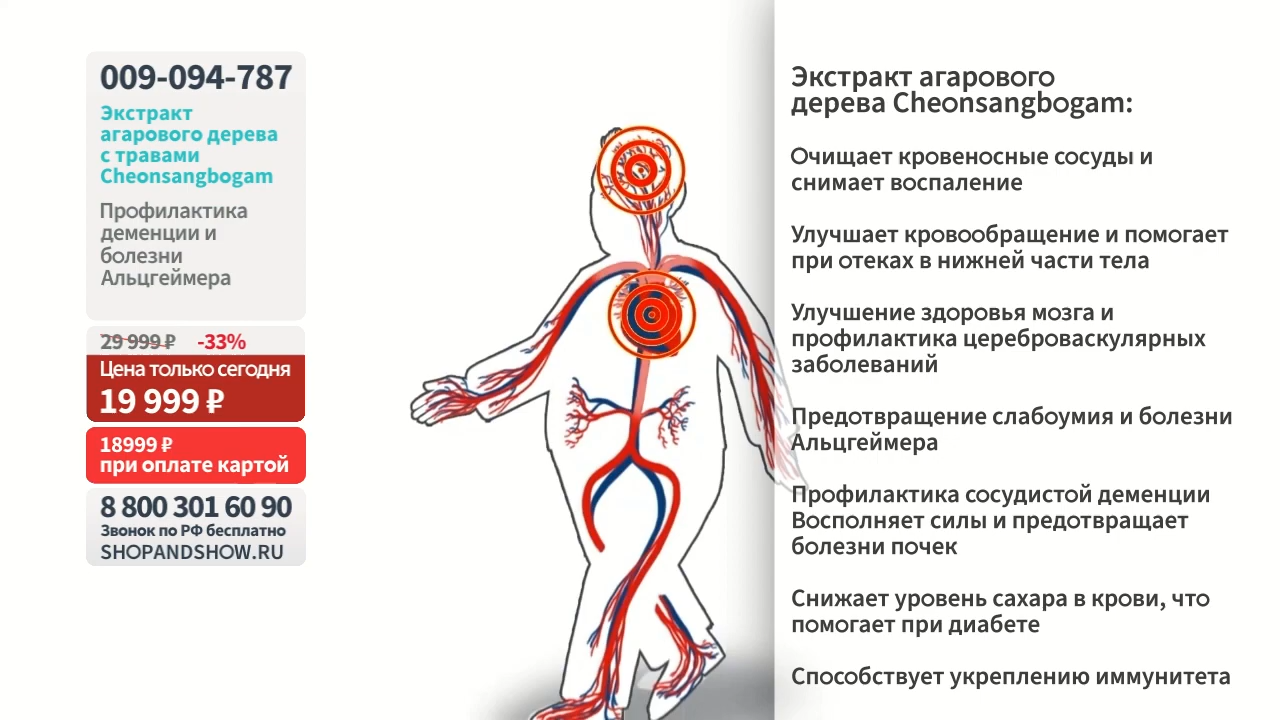 009-094-787
Экстракт
агарового дерева
с травами
Cheonsangbogam
Профилактика
деменции и
болезни
Альцгеймера
29 999 ₽ -33%
Цена только сегодня
19 999 ₽
18999 ₽
при оплате картой
8 800 301 60 90
Звонок по РФ бесплатно
SHOPANDSHOW.RU
Экстракт агарового
дерева Cheonsangbogam:
Очищает кровеносные сосуды и
снимает воспаление
Улучшает кровообращение и помогает
при отеках в нижней части тела
Улучшение здоровья мозга и
профилактика цереброваскулярных
заболеваний
Предотвращение слабоумия и болезни
Альцгеймера
Профилактика сосудистой деменции
Восполняет силы и предотвращает
болезни почек
Снижает уровень сахара в крови, что
помогает при диабете
Способствует укреплению иммунитета